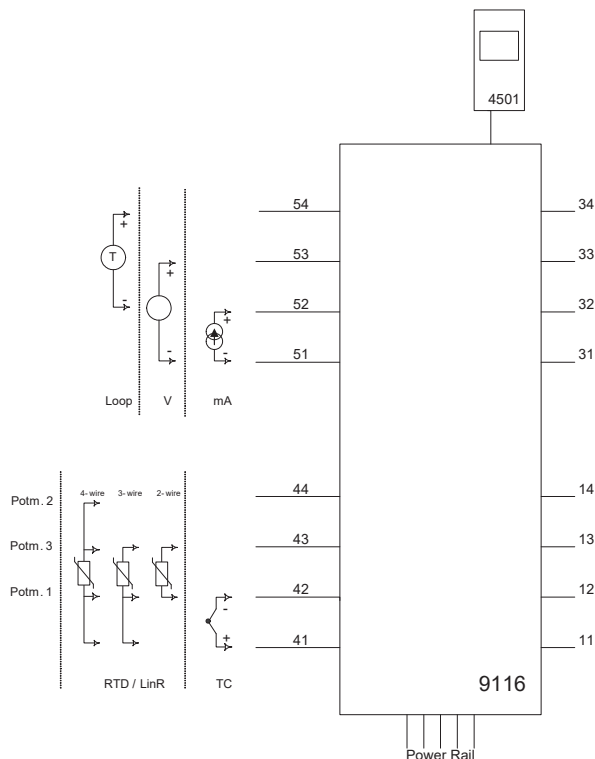 4501
54 34
+
T
53 33
+
-
52 32
+
51 31
-
-
Loop V mA
4-wire 3-wire 2-wire
Potm. 2
44 14
Potm. 3
43 13
Potm. 1
42 12
-
+
41 11
RTD / LinR TC
9116
Power Rail